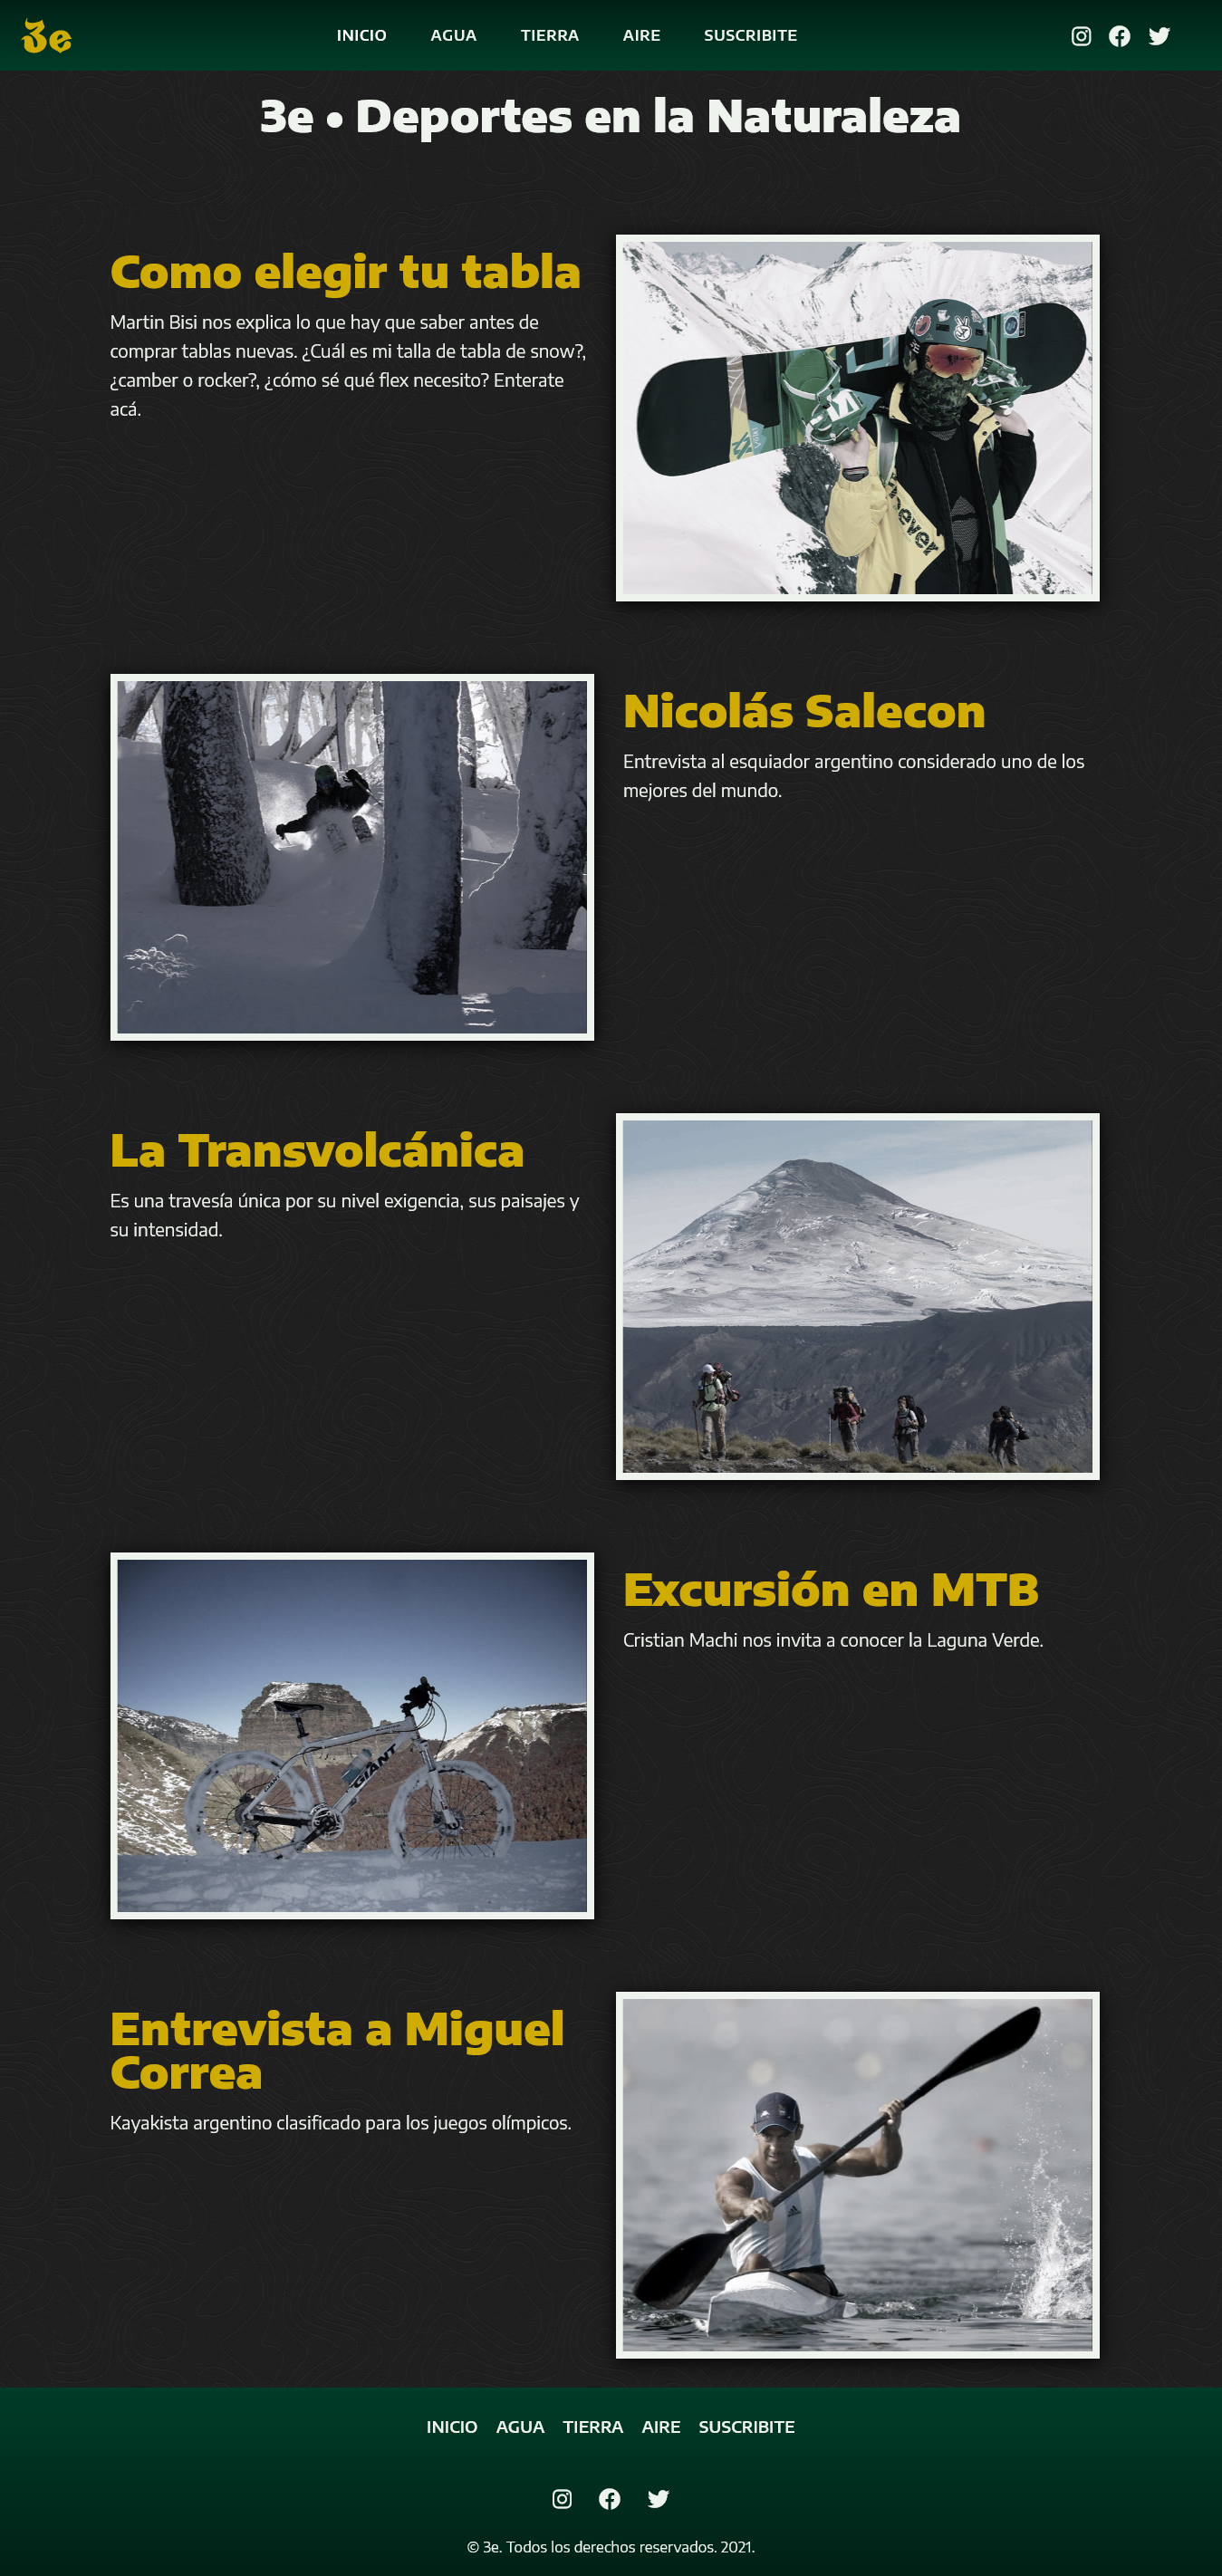 3e
INICIO AGUA TIERRA AIRE SUSCRIBITE
3e • Deportes en la Naturaleza
Como elegir tu tabla
Martin Bisi nos explica lo que hay que saber antes de
comprar tablas nuevas. ¿Cuál es mi talla de tabla de snow?,
¿camber o rocker?, ¿cómo sé qué flex necesito? Enterate
acá.
Nicolás Salecon
Entrevista al esquiador argentino considerado uno de los
mejores del mundo.
La Transvolcánica
Es una travesía única por su nivel exigencia, sus paisajes y
su intensidad.
Excursión en MTB
Cristian Machi nos invita a conocer la Laguna Verde.
GIANT
Entrevista a Miguel
Correa
Kayakista argentino clasificado para los juegos olímpicos.
INICIO AGUA TIERRA AIRE SUSCRIBITE
© 3e. Todos los derechos reservados. 2021.